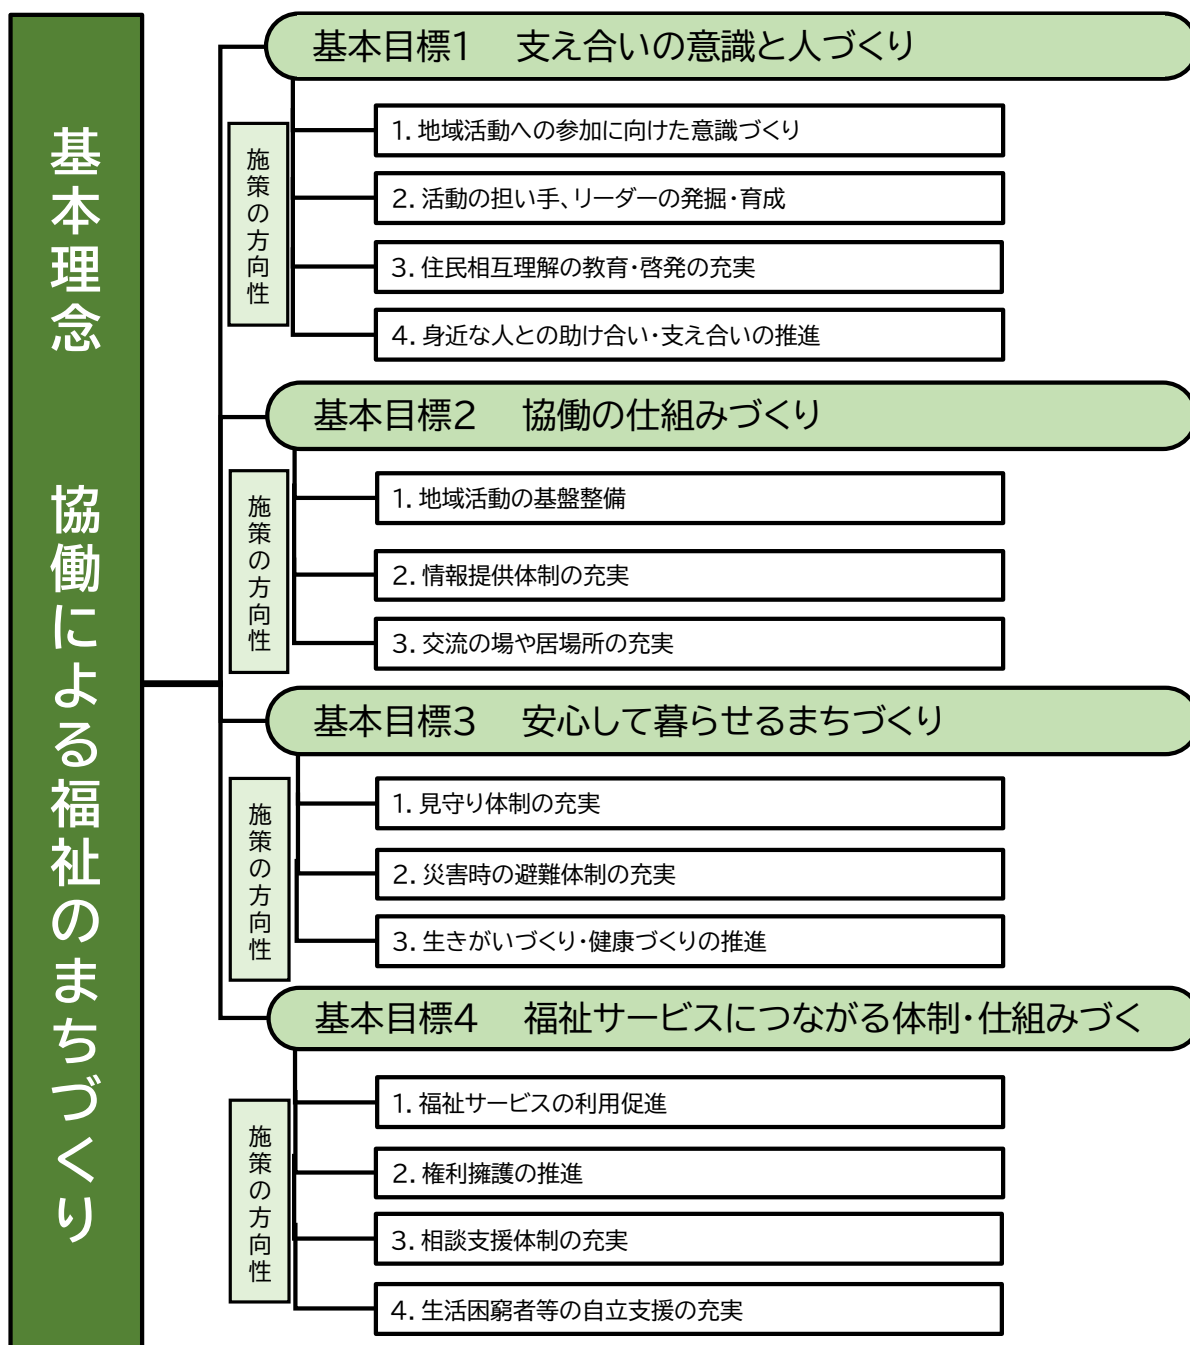 基本理念　協働による福祉のまちづくり
基本目標1　支え合いの意識と人づくり
施策の方向性
1. 地域活動への参加に向けた意識づくり
2. 活動の担い手、リーダーの発掘・育成
3. 住民相互理解の教育・啓発の充実
4. 身近な人との助け合い・支え合いの推進
基本目標2　協働の仕組みづくり
施策の方向性
1. 地域活動の基盤整備
2. 情報提供体制の充実
3. 交流の場や居場所の充実
基本目標3　安心して暮らせるまちづくり
施策の方向性
1. 見守り体制の充実
2. 災害時の避難体制の充実
3. 生きがいづくり・健康づくりの推進
基本目標4　福祉サービスにつながる体制・仕組みづく
施策の方向性
1. 福祉サービスの利用促進
2. 権利擁護の推進
3. 相談支援体制の充実
4. 生活困窮者等の自立支援の充実